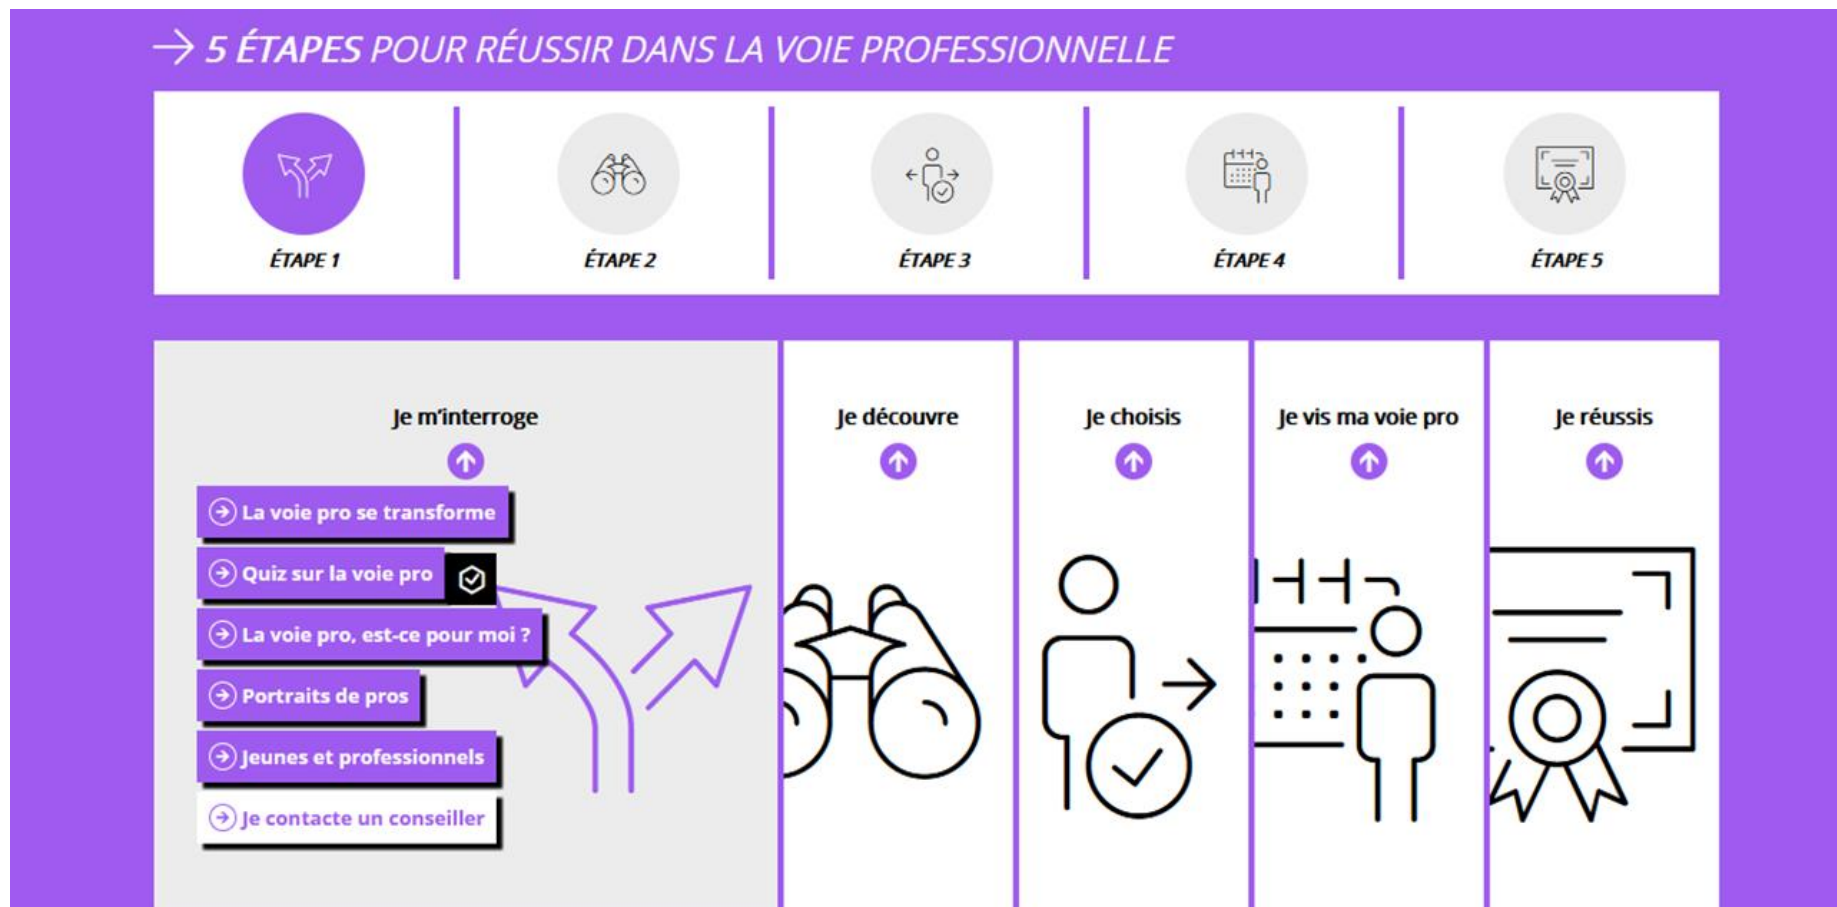 5 ÉTAPES POUR RÉUSSIR DANS LA VOIE PROFESSIONNELLE
ÉTAPE 1
ÉTAPE 2
ÉTAPE 3
ÉTAPE 4
ÉTAPE 5
Je m'interroge
La voie pro se transforme
Quiz sur la voie pro
La voie pro, est-ce pour moi ?
Portraits de pros
Jeunes et professionnels
Je contacte un conseiller
Je découvre
Je choisis
Je vis ma voie pro
Je réussis